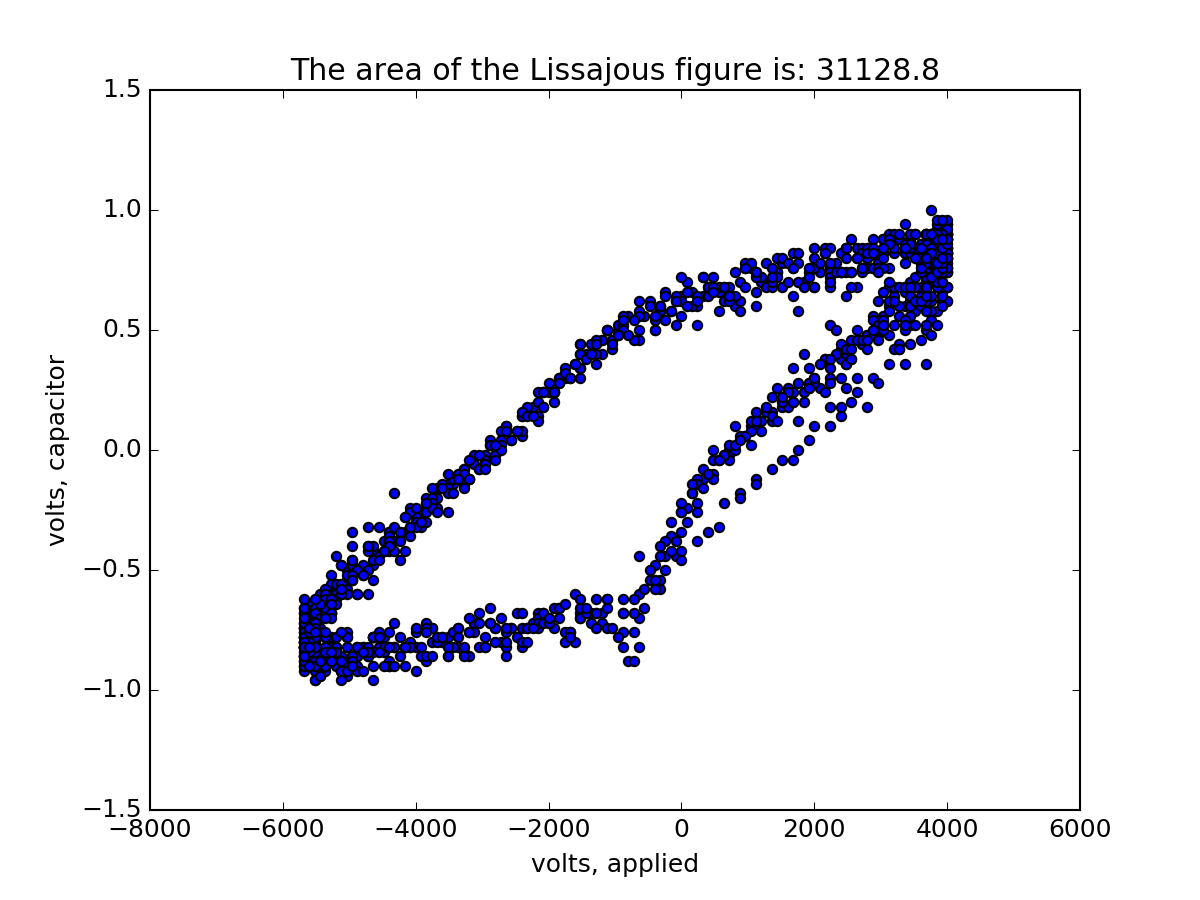 The area of the Lissajous figure is: 31128.8
1.5
1.0
0.5
0.0
−0.5
−1.0
−1.5
volts, capacitor
−8000 −6000 −4000 −2000 0 2000 4000 6000
volts, applied